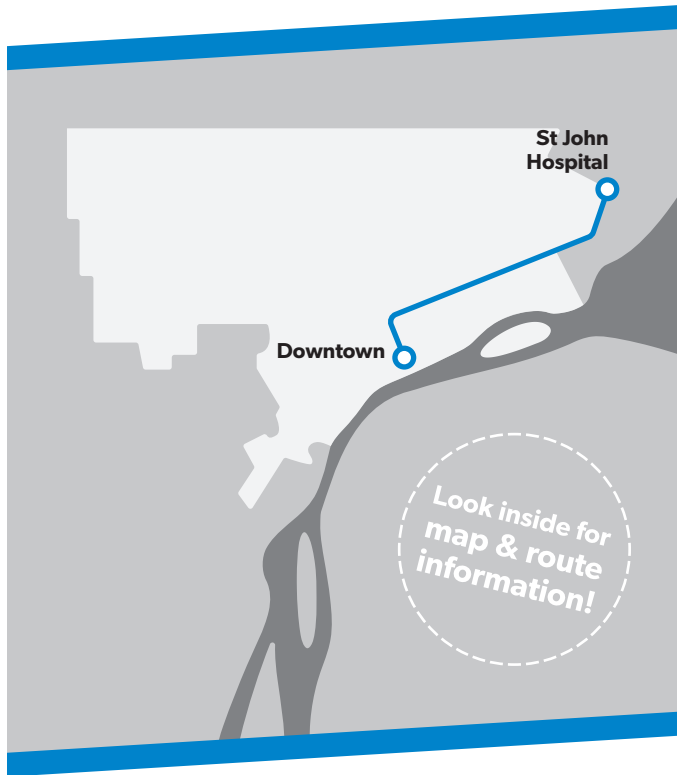 St John
Hospital
Downtown
Look inside for
map & route
information!